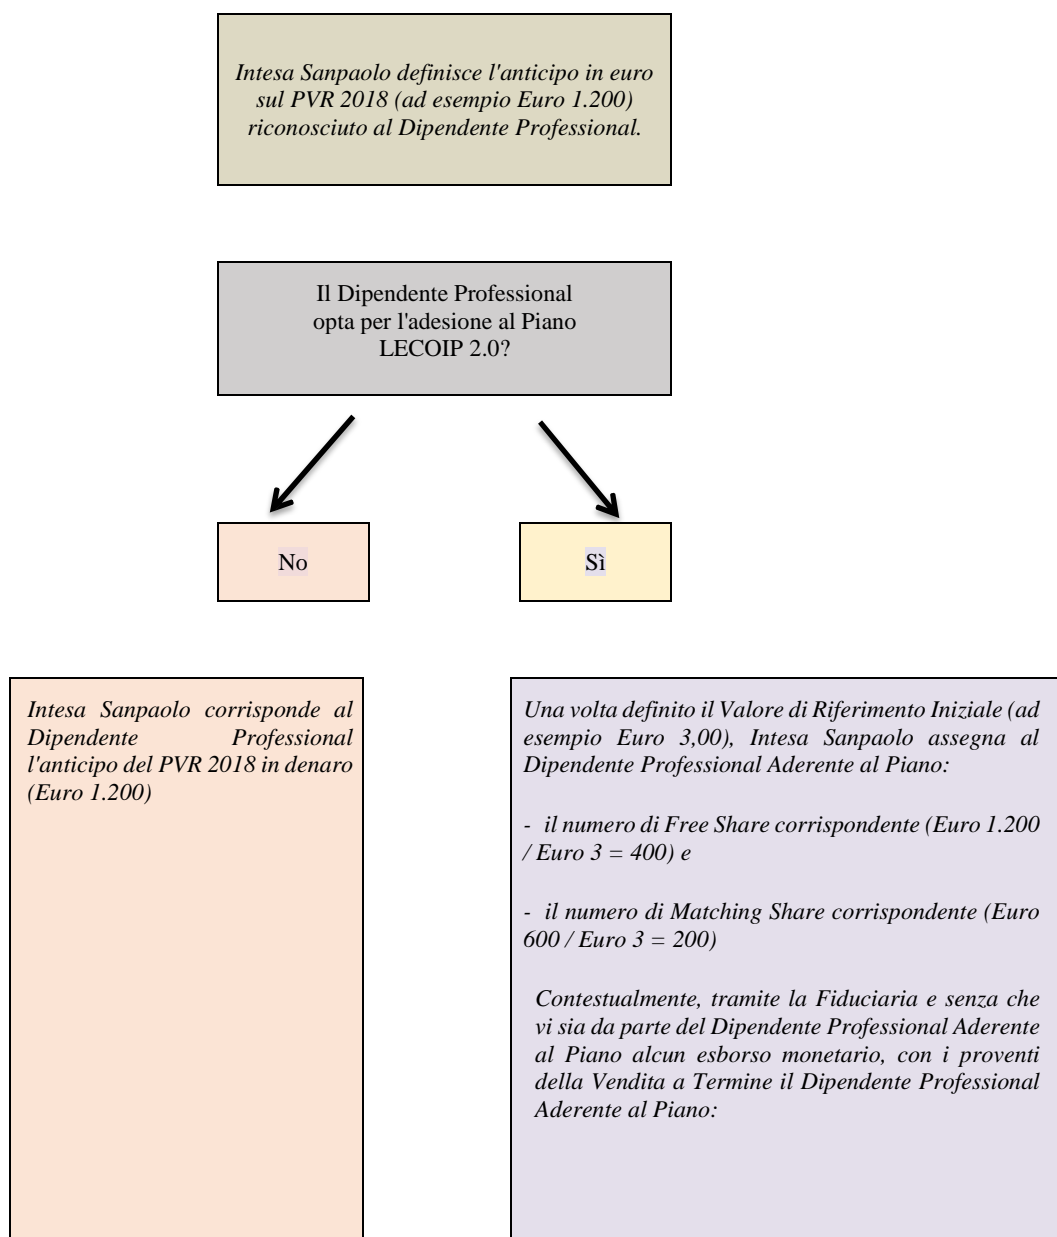 Intesa Sanpaolo definisce l'anticipo in euro
sul PVR 2018 (ad esempio Euro 1.200)
riconosciuto al Dipendente Professional.
Il Dipendente Professional
opta per l'adesione al Piano
LECOIP 2.0?
No
Sì
Intesa Sanpaolo corrisponde al
Dipendente Professional
l'anticipo del PVR 2018 in denaro
(Euro 1.200)
Una volta definito il Valore di Riferimento Iniziale (ad
esempio Euro 3,00), Intesa Sanpaolo assegna al
Dipendente Professional Aderente al Piano:
- il numero di Free Share corrispondente (Euro 1.200
/ Euro 3 = 400) e
- il numero di Matching Share corrispondente (Euro
600 / Euro 3 = 200)
Contestualmente, tramite la Fiduciaria e senza che
vi sia da parte del Dipendente Professional Aderente
al Piano alcun esborso monetario, con i proventi
della Vendita a Termine il Dipendente Professional
Aderente al Piano: